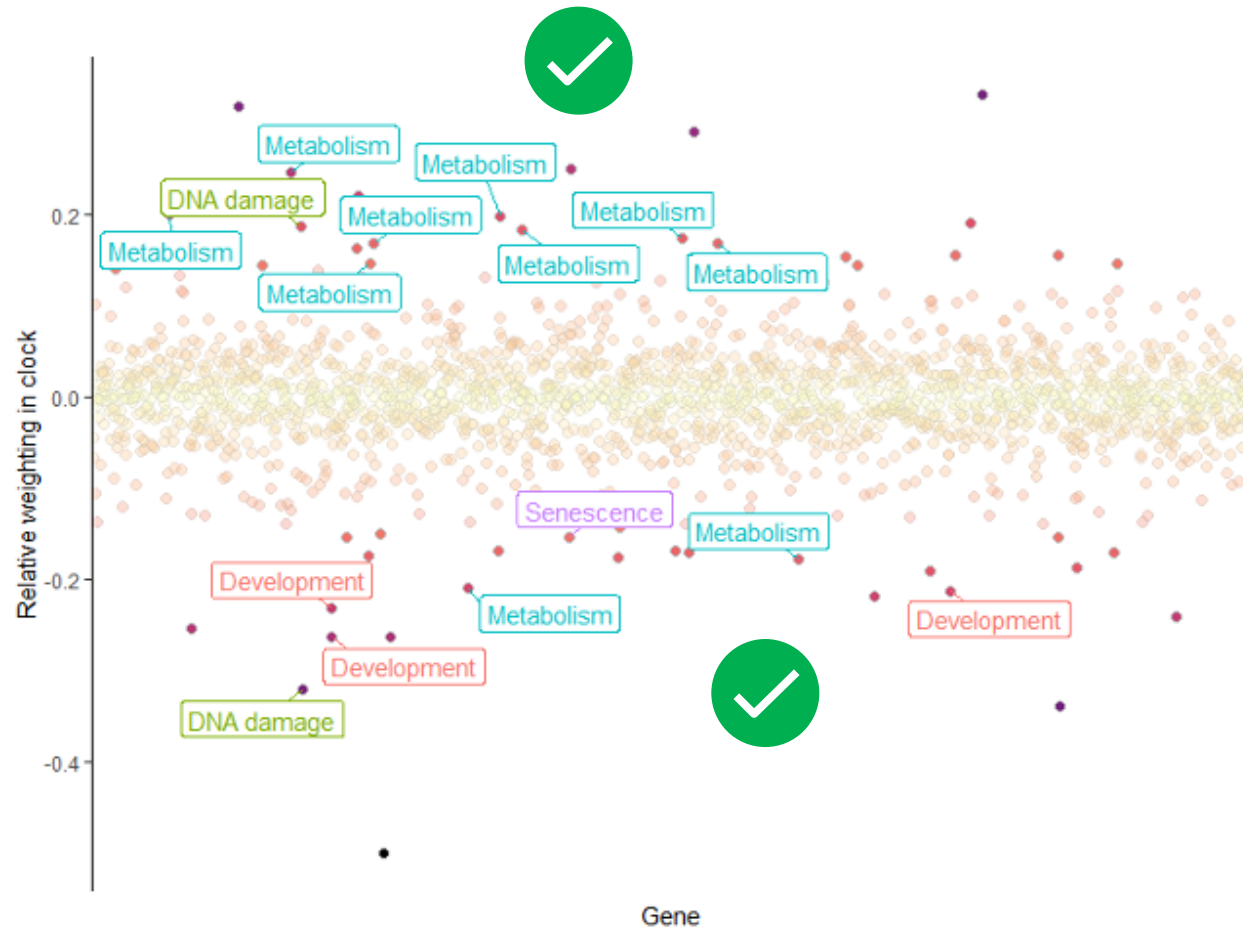 Metabolism
Metabolism
DNA damage
Metabolism
Metabolism
0.2
Metabolism
Metabolism
Metabolism
Metabolism
Relative weighting in clock
0.0
Senescence
Metabolism
-0.2
Development
Metabolism
Development
Development
DNA damage
-0.4
Gene
Metabolism